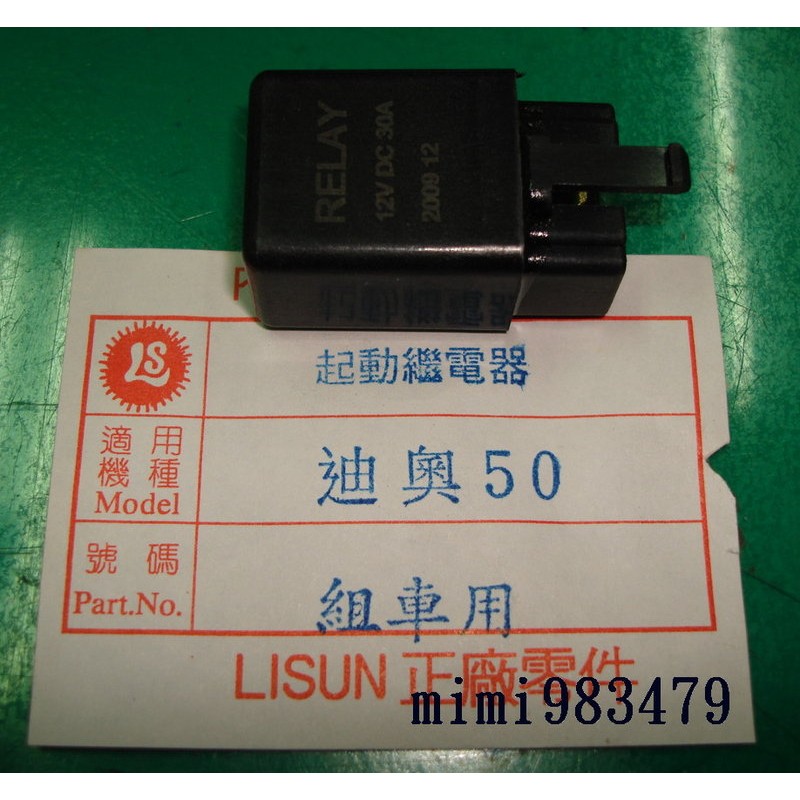 RELAY
12V DC 30A
2009 12
P
LS
起動繼電器
適用
機種
Model
迪奧50
號碼
Part.No.
組車用
LISUN 正廠零件
mimi983479